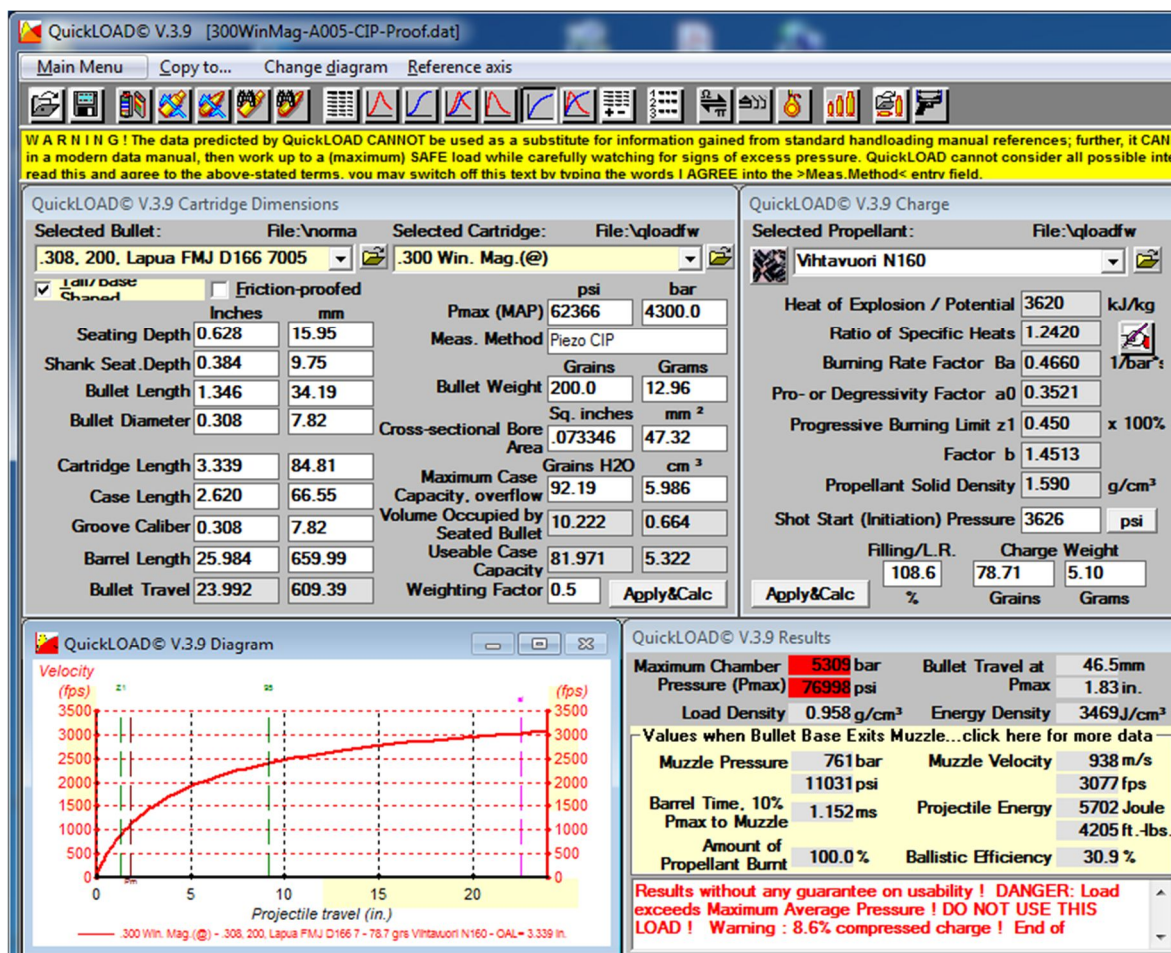 QuickLOAD© V.3.9 [300WinMag-A005-CIP-Proof.dat]
Main Menu Copy to... Change diagram Reference axis
W A R N I N G ! The data predicted by QuickLOAD CANNOT be used as a substitute for information gained from standard handloading manual references; further, it CAN
in a modern data manual, then work up to a (maximum) SAFE load while carefully watching for signs of excess pressure. QuickLOAD cannot consider all possible inte
read this and agree to the above-stated terms, you may switch off this text by typing the words I AGREE into the >Meas.Method< entry field.
QuickLOAD© V.3.9 Cartridge Dimensions
Selected Bullet: File:\norma Selected Cartridge: File:\qloadfw
.308, 200, Lapua FMJ D166 7005 .300 Win. Mag.(@)
Tail/Base Shaped Friction-proofed
Inches mm
Seating Depth 0.628 15.95
Shank Seat.Depth 0.384 9.75
Bullet Length 1.346 34.19
Bullet Diameter 0.308 7.82
Cartridge Length 3.339 84.81
Case Length 2.620 66.55
Groove Caliber 0.308 7.82
Barrel Length 25.984 659.99
Bullet Travel 23.992 609.39
psi bar
Pmax (MAP) 62366 4300.0
Meas. Method Piezo CIP
Grains Grams
Bullet Weight 200.0 12.96
Sq. inches mm ²
Cross-sectional Bore Area .073346 47.32
Grains H2O cm ³
Maximum Case Capacity, overflow 92.19 5.986
Volume Occupied by Seated Bullet 10.222 0.664
Useable Case Capacity 81.971 5.322
Weighting Factor 0.5 Apply&Calc
QuickLOAD© V.3.9 Charge
Selected Propellant: File:\qloadfw
Vihtavuori N160
Heat of Explosion / Potential 3620 kJ/kg
Ratio of Specific Heats 1.2420
Burning Rate Factor Ba 0.4660 1/bar*s
Pro- or Degressivity Factor a0 0.3521
Progressive Burning Limit z1 0.450 x 100%
Factor b 1.4513
Propellant Solid Density 1.590 g/cm³
Shot Start (Initiation) Pressure 3626 psi
Filling/L.R. Charge Weight
Apply&Calc 108.6 78.71 5.10
% Grains Grams
QuickLOAD© V.3.9 Diagram
Velocity
(fps) Z1 95 (fps)
3500 3500
3000 3000
2500 2500
2000 2000
1500 1500
1000 1000
500 500
0 0
Pm
0 5 10 15 20
Projectile travel (in.)
.300 Win. Mag.(@) - .308, 200, Lapua FMJ D166 7 - 78.7 grs Vihtavuori N160 - OAL= 3.339 in.
QuickLOAD© V.3.9 Results
Maximum Chamber 5309 bar Bullet Travel at 46.5 mm
Pressure (Pmax) 76998 psi Pmax 1.83 in.
Load Density 0.958 g/cm³ Energy Density 3469 J/cm³
Values when Bullet Base Exits Muzzle...click here for more data
Muzzle Pressure 761 bar Muzzle Velocity 938 m/s
11031 psi 3077 fps
Barrel Time, 10% Pmax to Muzzle 1.152 ms Projectile Energy 5702 Joule
4205 ft.-lbs.
Amount of Propellant Burnt 100.0 % Ballistic Efficiency 30.9 %
Results without any guarantee on usability ! DANGER: Load
exceeds Maximum Average Pressure ! DO NOT USE THIS
LOAD ! Warning : 8.6% compressed charge ! End of